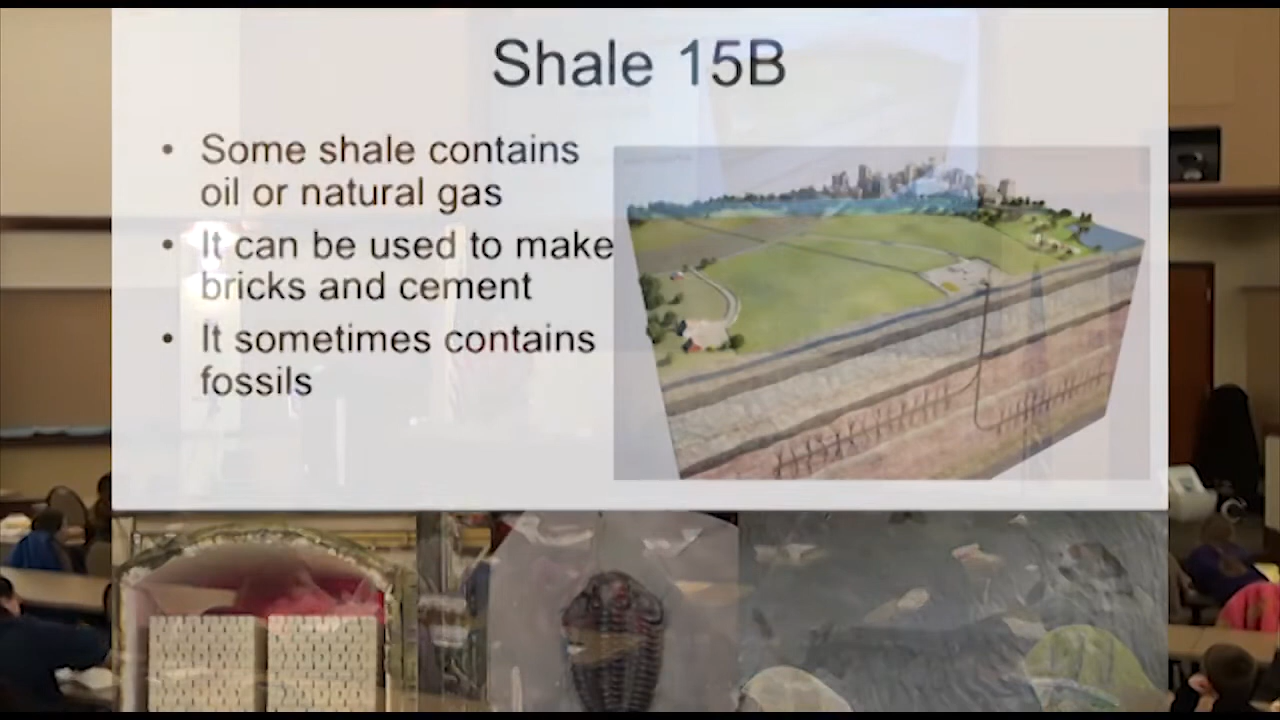 Shale 15B
• Some shale contains
oil or natural gas
• It can be used to make
bricks and cement
• It sometimes contains
fossils